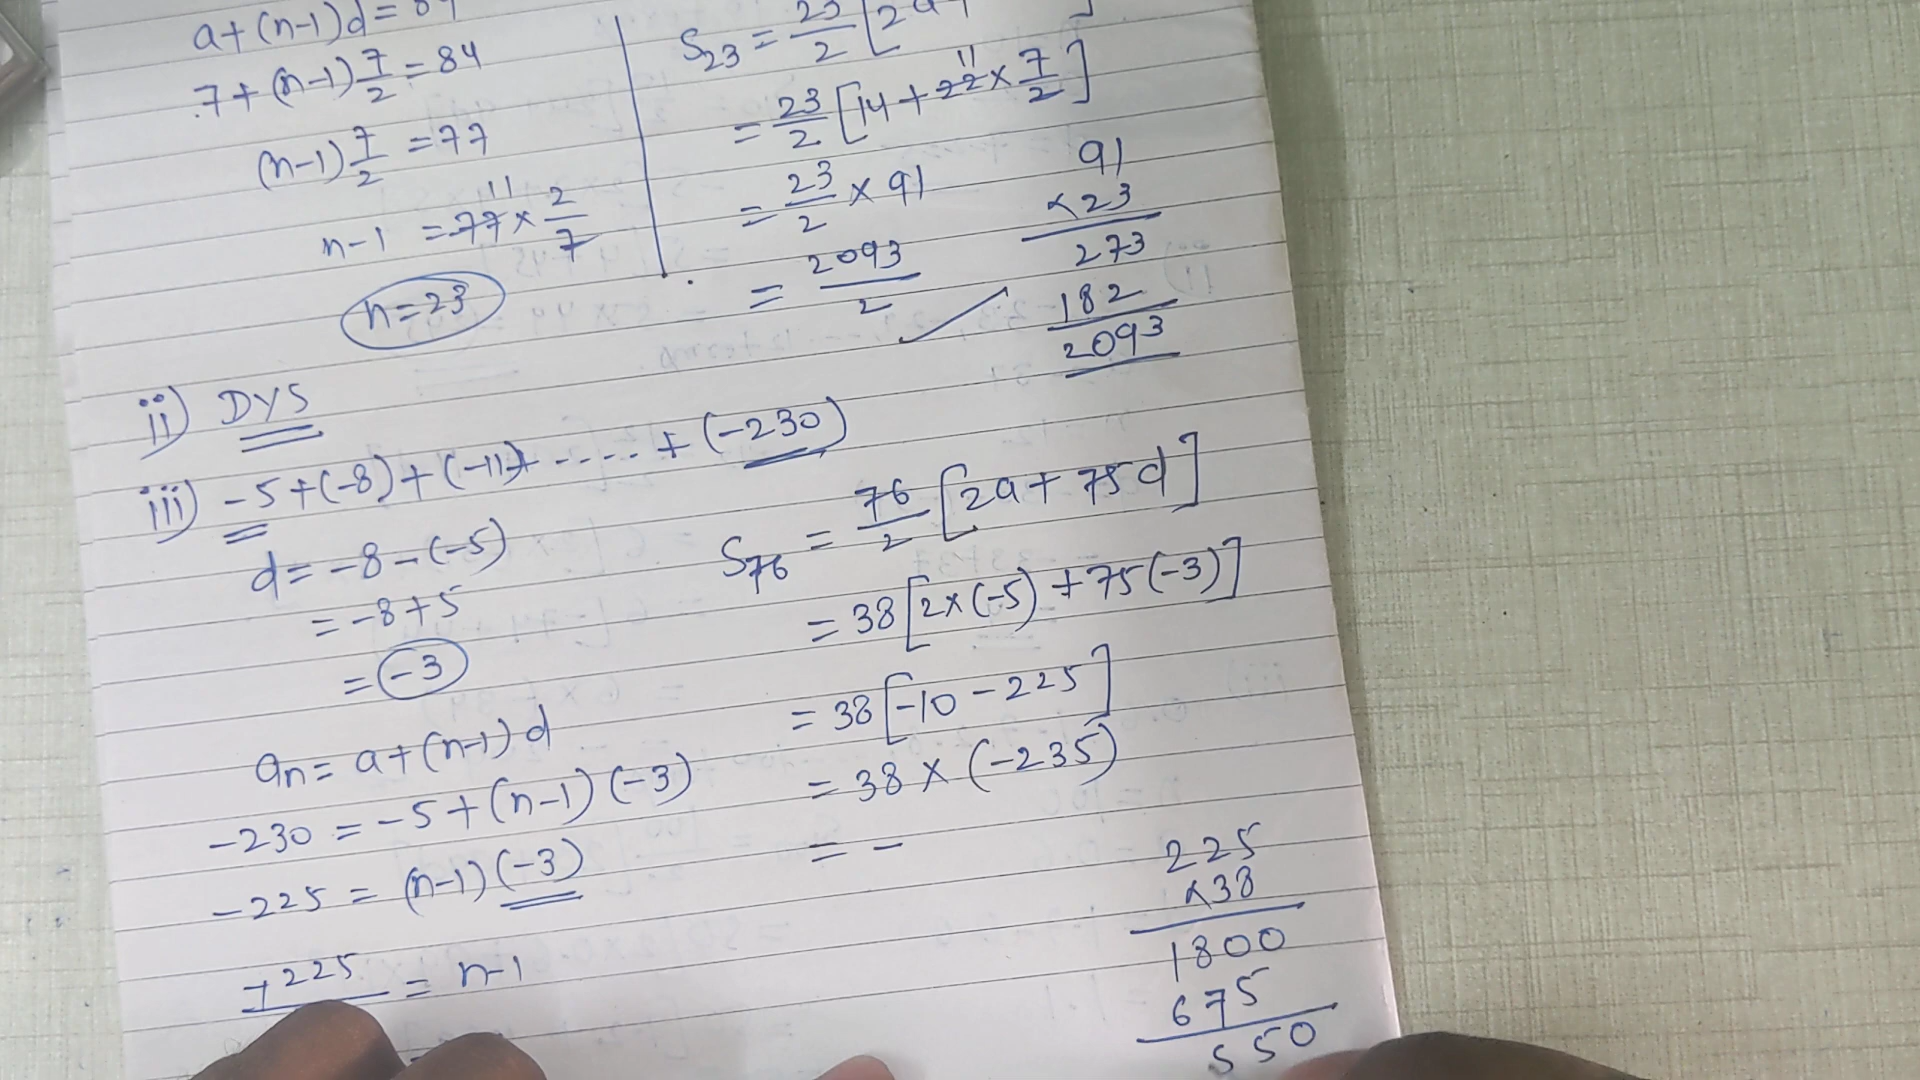 a+(n-1)d=84
7+(n-1)7/2=84
(n-1)7/2=77
n-1=77×2/7
11
n=23
S23=23/2[2a+
=23/2[14+22×7/2]
11
=23/2×91
=2093/2
91
×23
273
182
2093
ii) DYS
iii) -5+(-8)+(-11)+.....+(-230)
d=-8-(-5)
=-8+5
=-3
an=a+(n-1)d
-230=-5+(n-1)(-3)
-225=(n-1)(-3)
+225
=n-1
S76=76/2[2a+75d]
=38[2×(-5)+75(-3)]
=38[-10-225]
=38×(-235)
=-
225
×38
1800
675
550